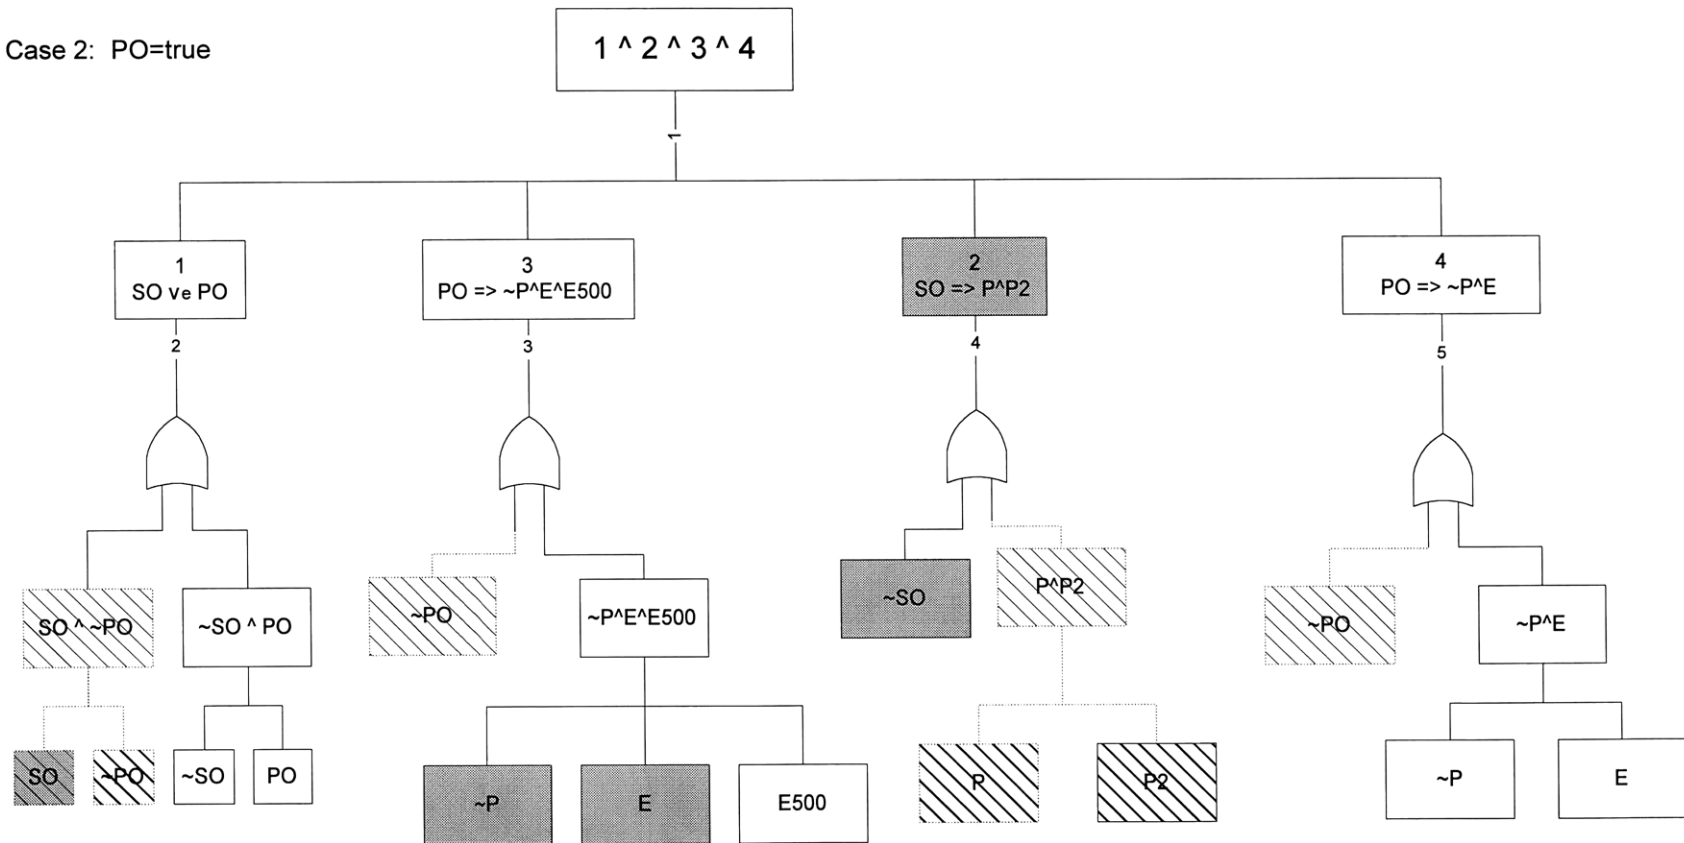 Case 2: PO=true
1 ^ 2 ^ 3 ^ 4
1
1
SO ve PO
3
PO => ~P^E^E500
2
SO => P^P2
4
PO => ~P^E
2
3
4
5
SO ^ ~PO
~SO ^ PO
~PO
~P^E^E500
~SO
P^P2
~PO
~P^E
SO
~PO
~SO
PO
~P
E
E500
P
P2
~P
E